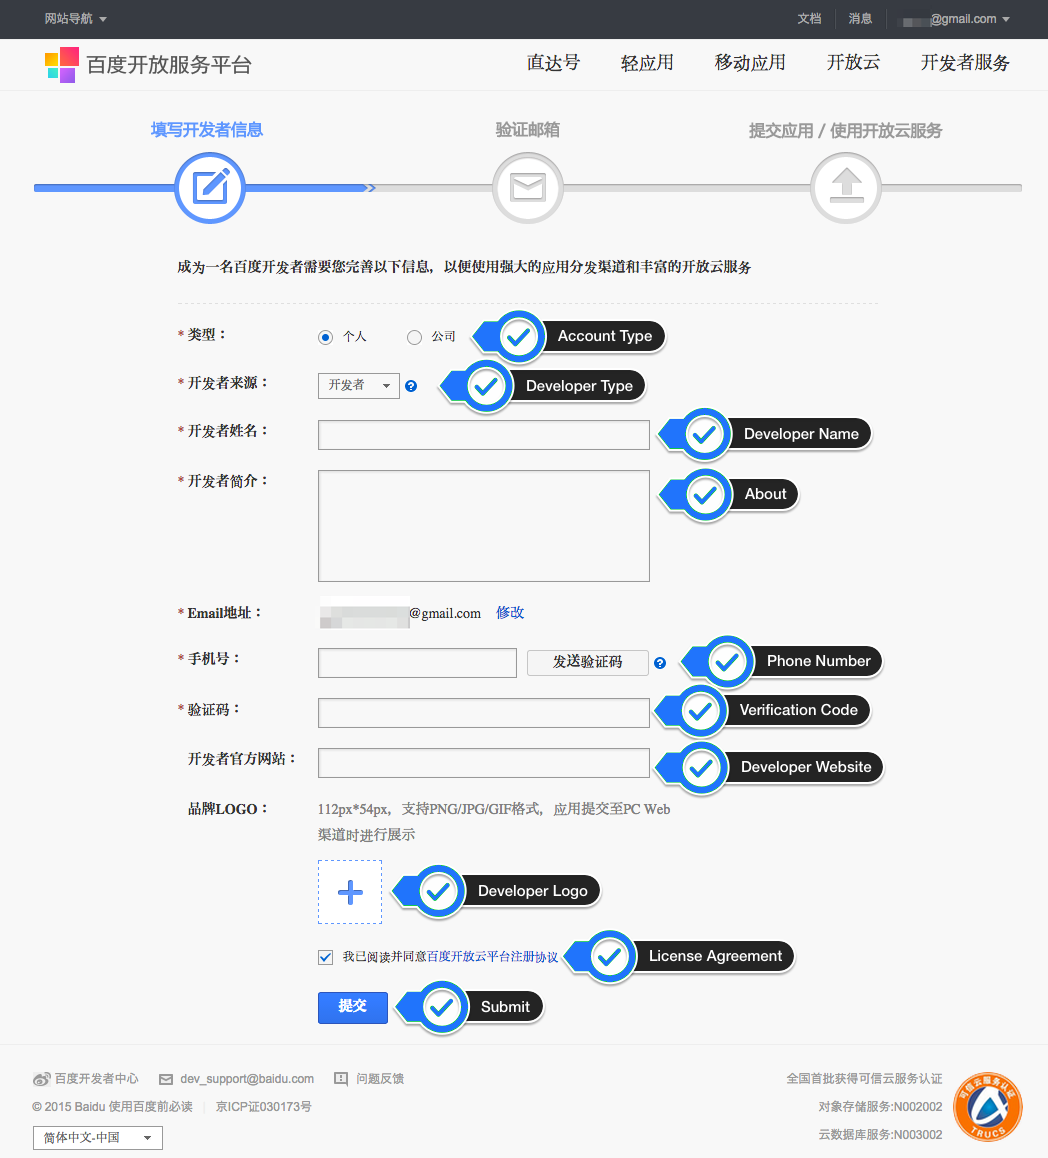 网站导航 文档 消息 @gmail.com
百度开放服务平台 直达号 轻应用 移动应用 开放云 开发者服务
填写开发者信息 验证邮箱 提交应用 / 使用开放云服务
成为一名百度开发者需要您完善以下信息，以便使用强大的应用分发渠道和丰富的开放云服务
* 类型： 个人 公司 Account Type
* 开发者来源： 开发者 ? Developer Type
* 开发者姓名： Developer Name
* 开发者简介： About
* Email地址： @gmail.com 修改
* 手机号： 发送验证码 ? Phone Number
* 验证码： Verification Code
开发者官方网站： Developer Website
品牌LOGO： 112px*54px，支持PNG/JPG/GIF格式，应用提交至PC Web
渠道时进行展示
Developer Logo
我已阅读并同意百度开放云平台注册协议 License Agreement
提交 Submit
百度开发者中心 dev_support@baidu.com 问题反馈 全国首批获得可信云服务认证
© 2015 Baidu 使用百度前必读 京ICP证030173号 对象存储服务:N002002
简体中文-中国 云数据库服务:N003002
可信云服务认证
TRUCS